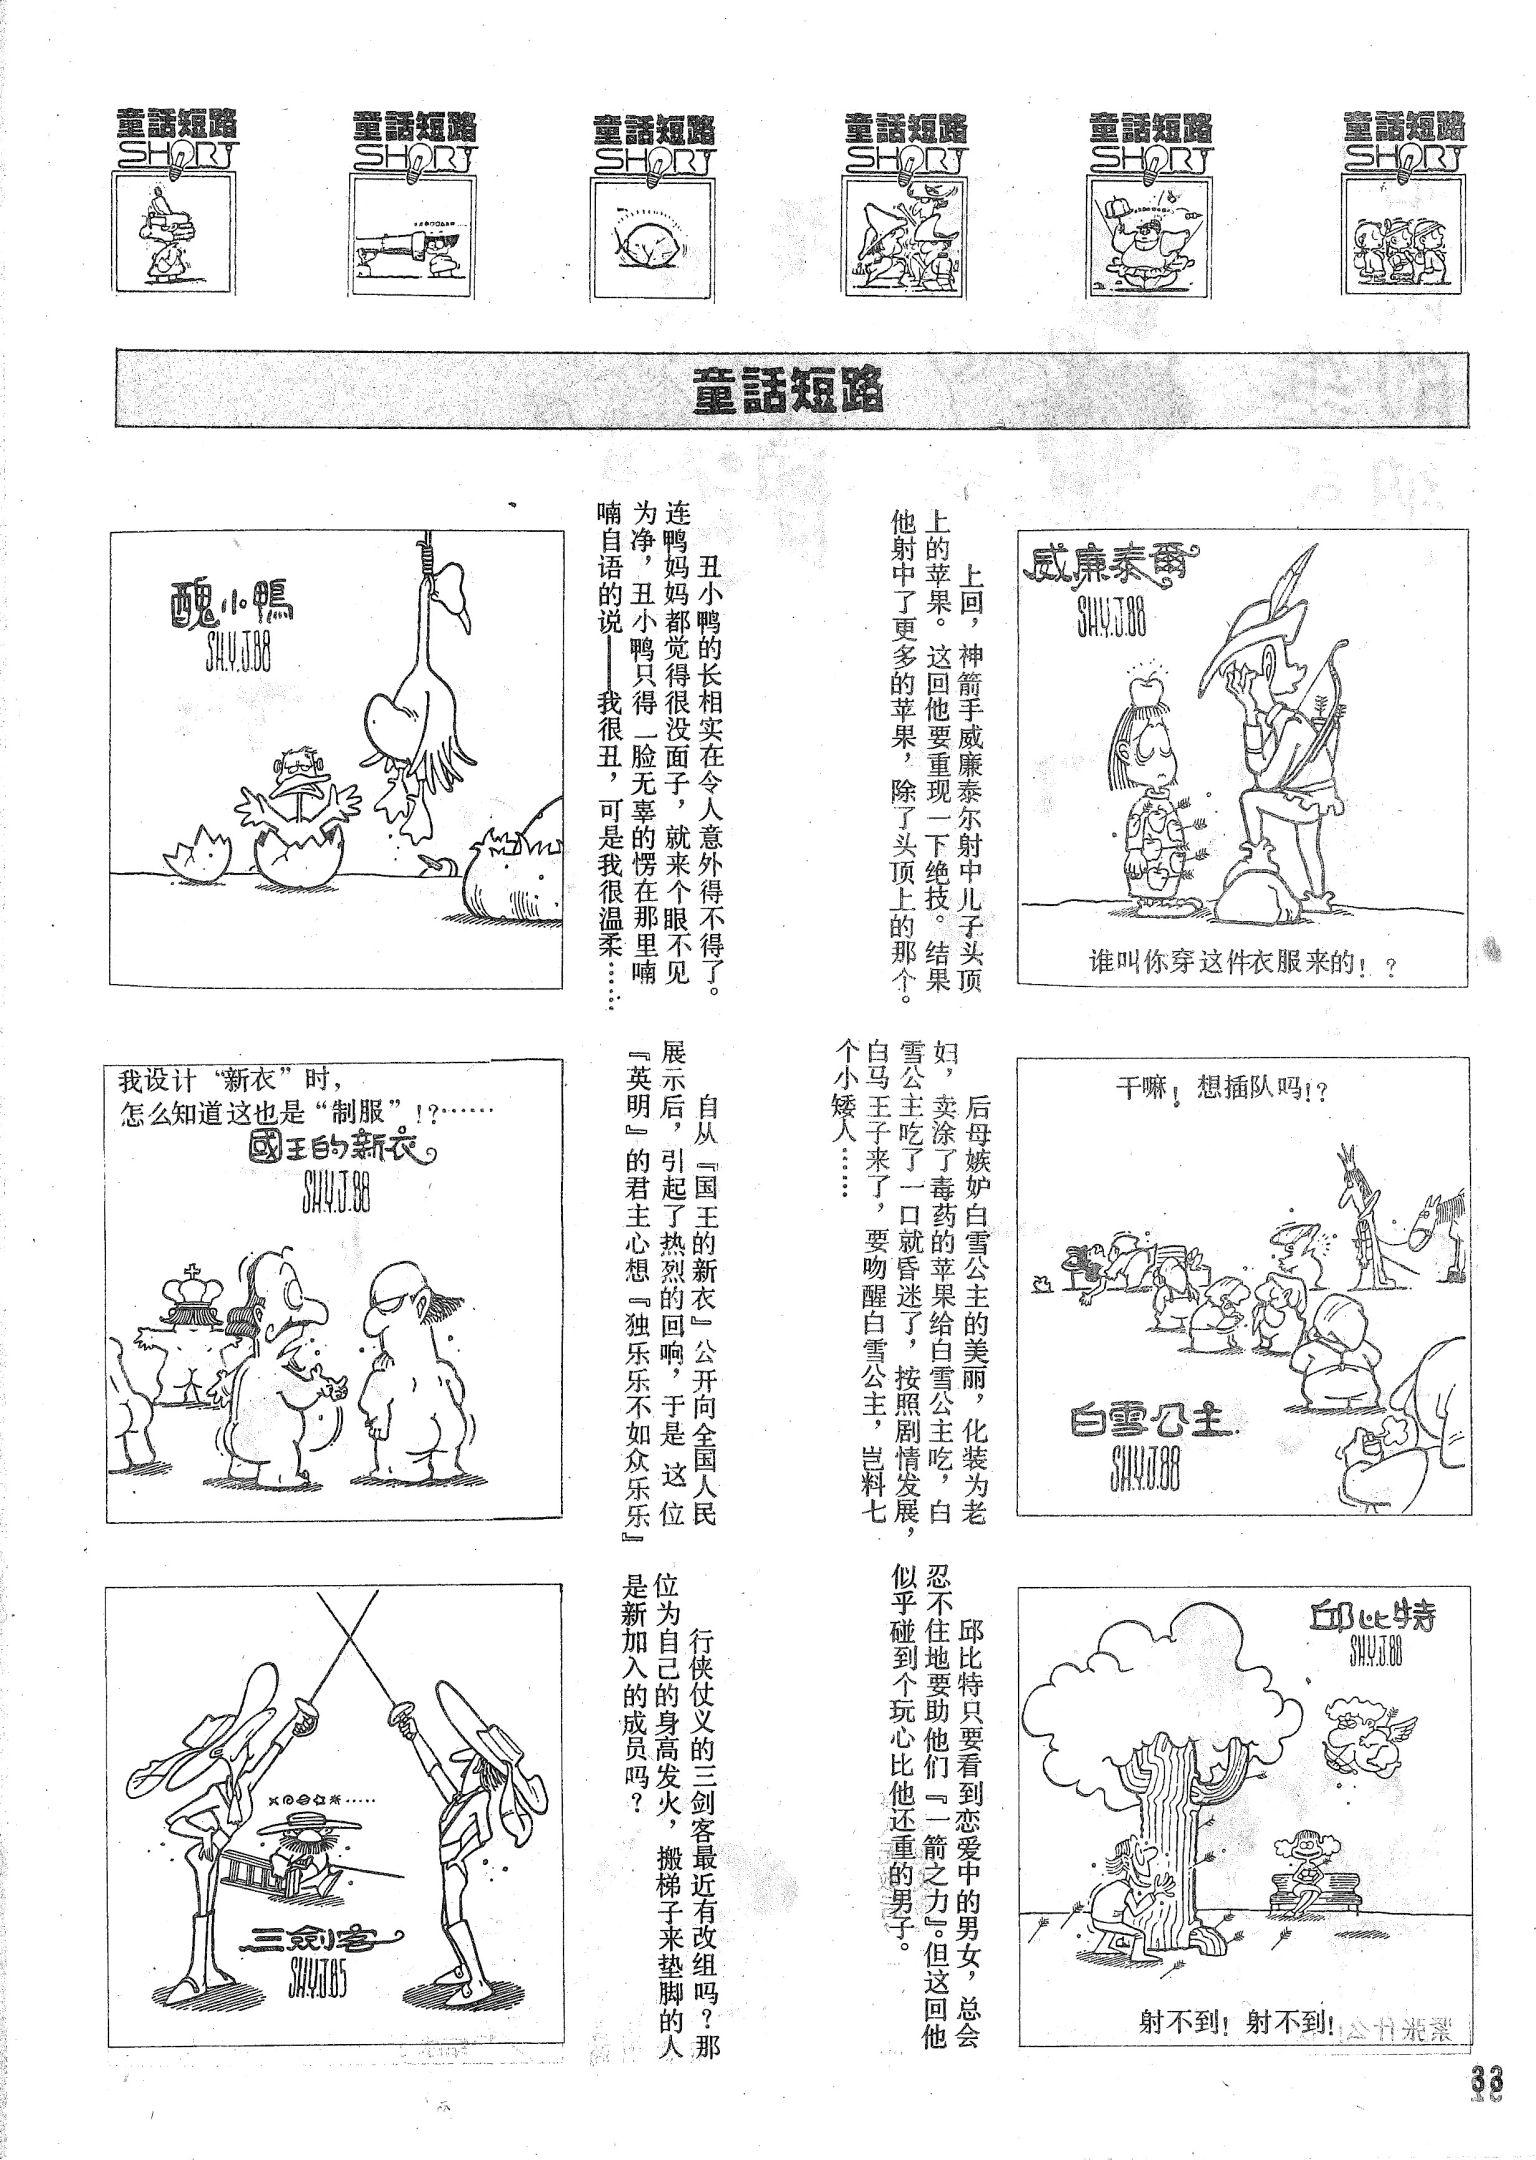 童話短路
SHORT
童話短路
SHORT
童話短路
SHORT
童話短路
SHORT
童話短路
SHORT
童話短路
SHORT
童話短路
威廉泰爾
SHYJ.88
谁叫你穿这件衣服来的！？
上回，神箭手威廉泰尔射中儿子头顶
上的苹果。这回他要重现一下绝技。结果
他射中了更多的苹果，除了头顶上的那个。
醜小鴨
SHYJ.88
丑小鸭的长相实在令人意外得不得了。
连鸭妈妈都觉得很没面子，就来个眼不见
为净，丑小鸭只得一脸无辜的愣在那里喃
喃自语的说——我很丑，可是我很温柔……
干嘛！想插队吗！？
白雪公主
SHYJ.88
后母嫉妒白雪公主的美丽，化装为老
妇，卖涂了毒药的苹果给白雪公主吃，白
雪公主吃了一口就昏迷了，按照剧情发展，
白马王子来了，要吻醒白雪公主，岂料七
个小矮人……
我设计“新衣”时，
怎么知道这也是“制服”！？……
國王的新衣
SHYJ.88
自从『国王的新衣』公开向全国人民
展示后，引起了热烈的回响，于是这位
『英明』的君主心想『独乐乐不如众乐乐』
邱比特
SHYJ.88
射不到！射不到！
邱比特只要看到恋爱中的男女，总会
忍不住地要助他们『一箭之力』。但这回他
似乎碰到个玩心比他还重的男子。
三劍客
SHYJ.85
行侠仗义的三剑客最近有改组吗？那
位为自己的身高发火，搬梯子来垫脚的人
是新加入的成员吗？
33